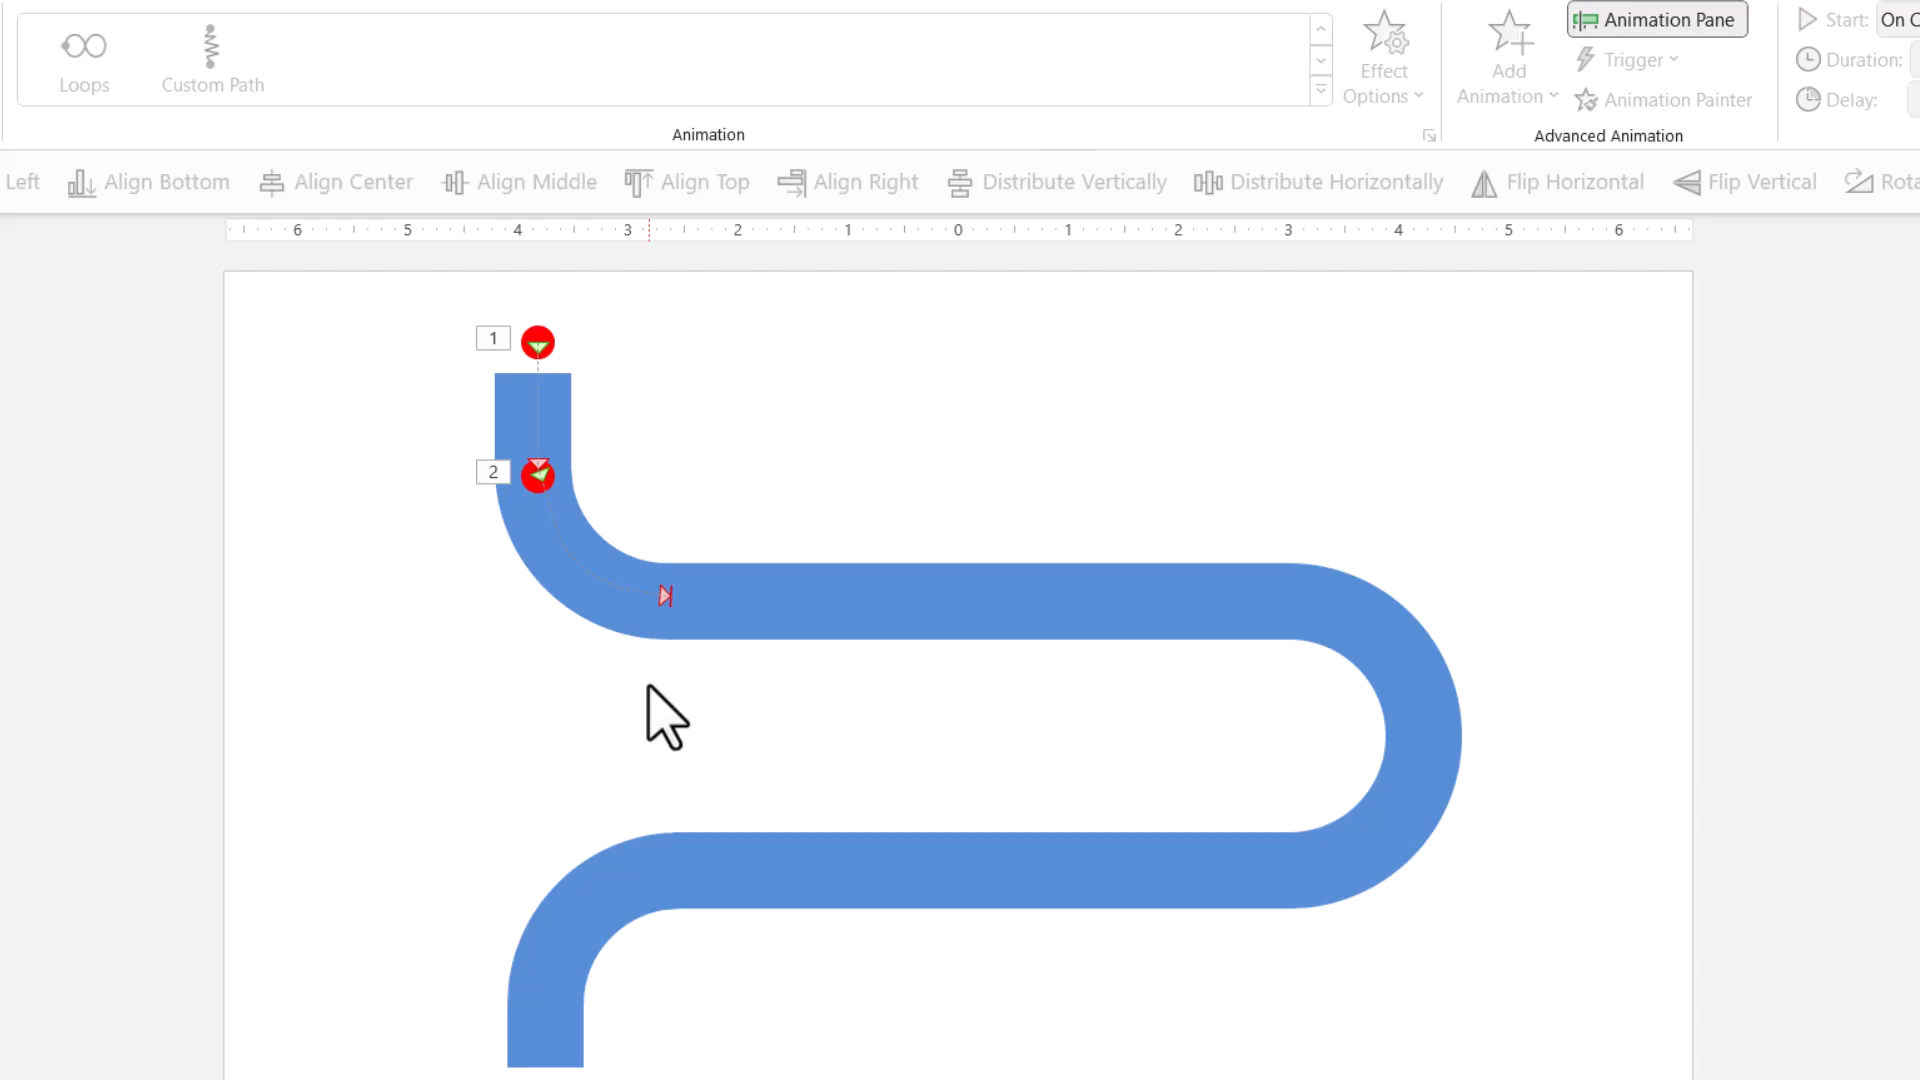 Loops
Custom Path
Effect
Options
Add
Animation
Animation Pane
Trigger
Animation Painter
Start: On C
Duration:
Delay:
Animation
Advanced Animation
Left Align Bottom Align Center Align Middle Align Top Align Right Distribute Vertically Distribute Horizontally Flip Horizontal Flip Vertical Rota
6 5 4 3 2 1 0 1 2 3 4 5 6
1
2